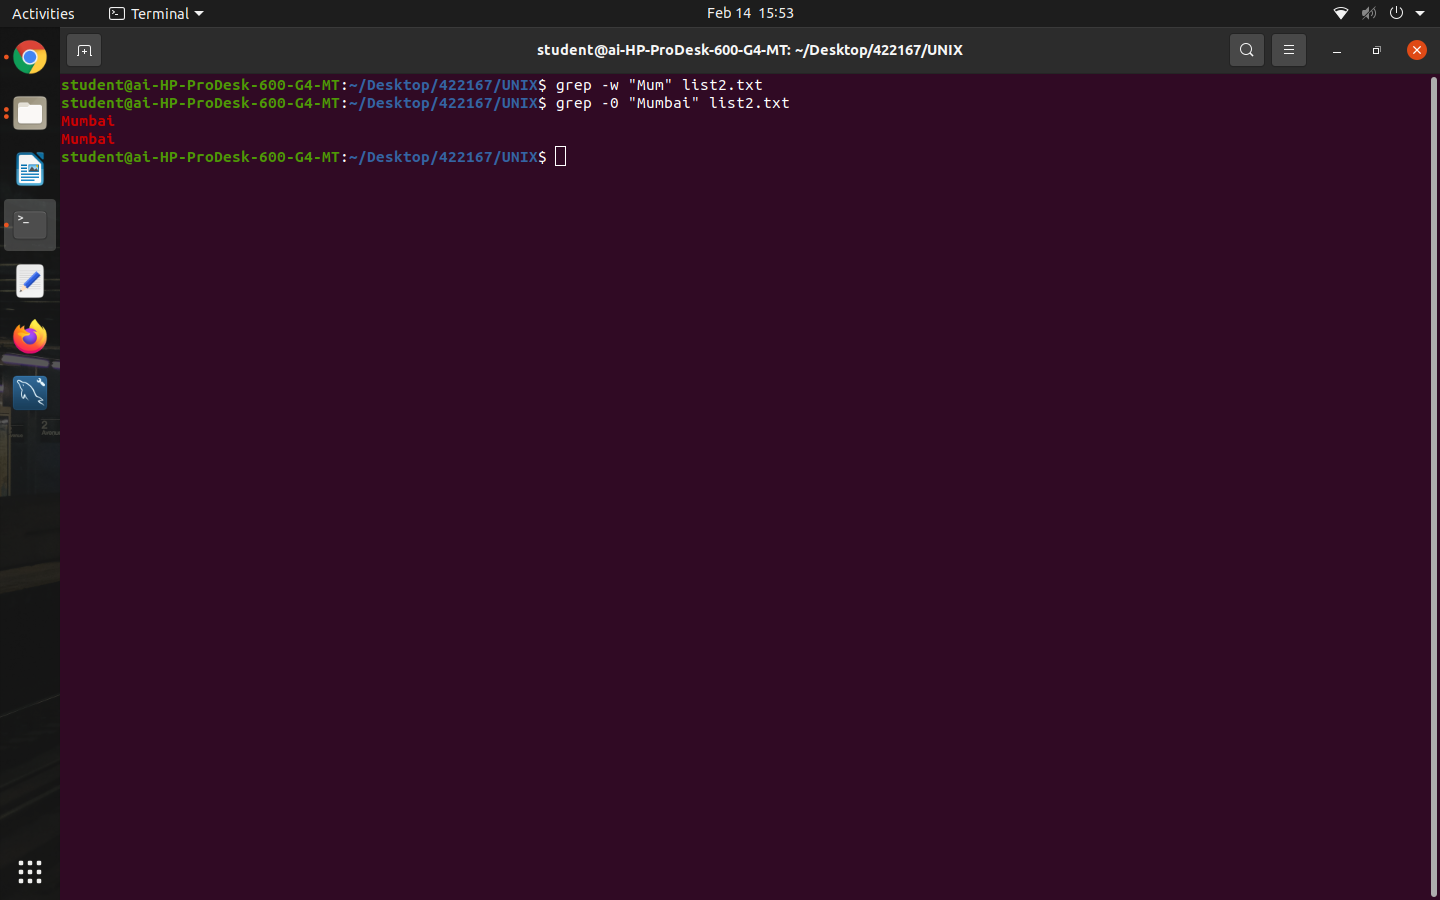 Activities
Terminal
Feb 14 15:53
student@ai-HP-ProDesk-600-G4-MT: ~/Desktop/422167/UNIX
student@ai-HP-ProDesk-600-G4-MT:~/Desktop/422167/UNIX$ grep -w "Mum" list2.txt
student@ai-HP-ProDesk-600-G4-MT:~/Desktop/422167/UNIX$ grep -0 "Mumbai" list2.txt
Mumbai
Mumbai
student@ai-HP-ProDesk-600-G4-MT:~/Desktop/422167/UNIX$
>_
2